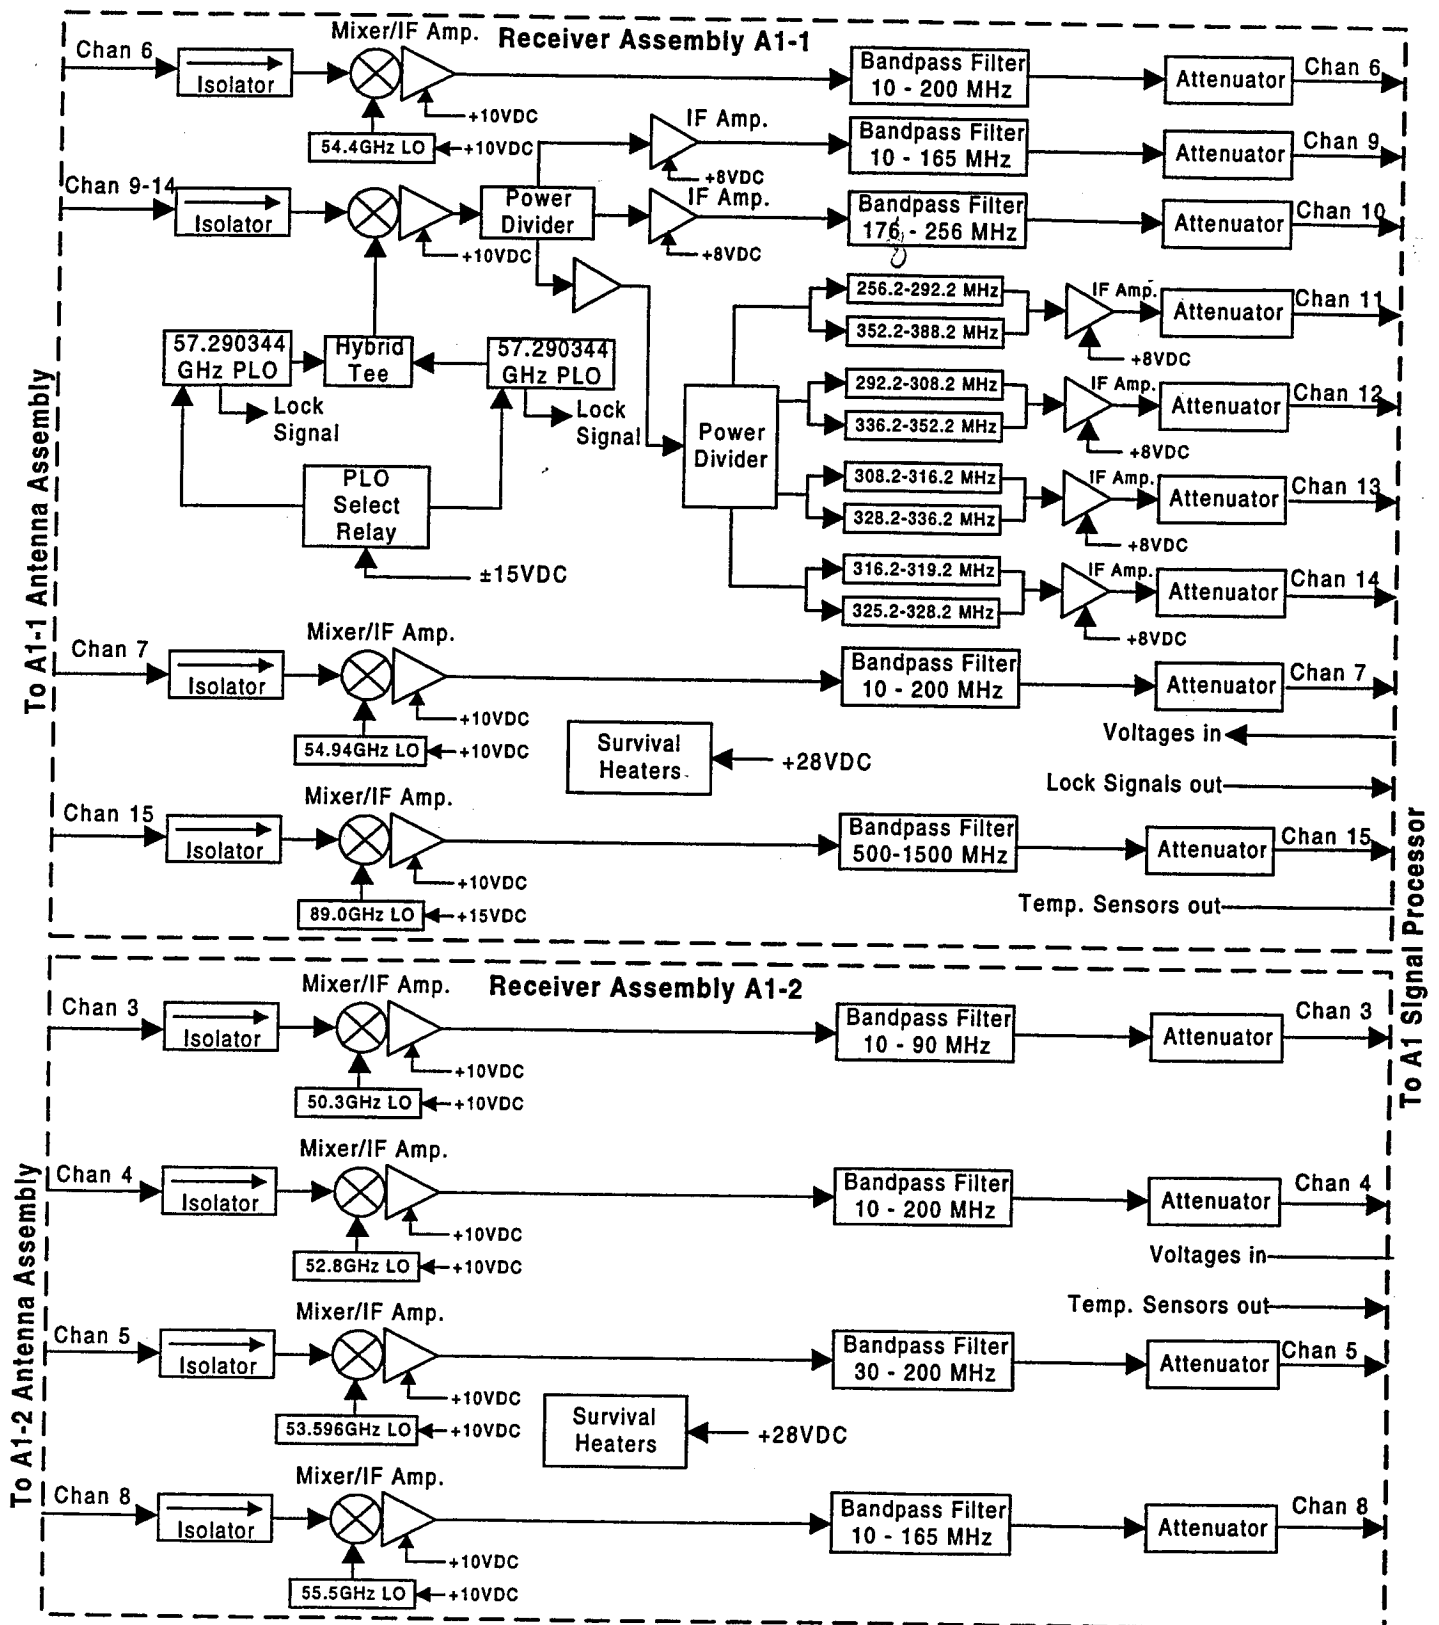 Mixer/IF Amp. Receiver Assembly A1-1
Chan 6
Isolator
+10VDC
54.4GHz LO
+10VDC
Bandpass Filter
10 - 200 MHz
Attenuator
Chan 6
IF Amp.
+8VDC
Bandpass Filter
10 - 165 MHz
Attenuator
Chan 9
Chan 9-14
Isolator
+10VDC
Power
Divider
IF Amp.
+8VDC
Bandpass Filter
176 - 256 MHz
Attenuator
Chan 10
57.290344
GHz PLO
Hybrid
Tee
57.290344
GHz PLO
Lock
Signal
Lock
Signal
PLO
Select
Relay
±15VDC
Power
Divider
256.2-292.2 MHz
352.2-388.2 MHz
IF Amp.
+8VDC
Attenuator
Chan 11
292.2-308.2 MHz
336.2-352.2 MHz
IF Amp.
+8VDC
Attenuator
Chan 12
308.2-316.2 MHz
328.2-336.2 MHz
IF Amp.
+8VDC
Attenuator
Chan 13
316.2-319.2 MHz
325.2-328.2 MHz
IF Amp.
+8VDC
Attenuator
Chan 14
To A1-1 Antenna Assembly
Mixer/IF Amp.
Chan 7
Isolator
+10VDC
54.94GHz LO
+10VDC
Bandpass Filter
10 - 200 MHz
Attenuator
Chan 7
Survival
Heaters
+28VDC
Voltages in
Lock Signals out
Mixer/IF Amp.
Chan 15
Isolator
+10VDC
89.0GHz LO
+15VDC
Bandpass Filter
500-1500 MHz
Attenuator
Chan 15
Temp. Sensors out
To A1 Signal Processor
Mixer/IF Amp.
Receiver Assembly A1-2
Chan 3
Isolator
+10VDC
50.3GHz LO
+10VDC
Bandpass Filter
10 - 90 MHz
Attenuator
Chan 3
Mixer/IF Amp.
Chan 4
Isolator
+10VDC
52.8GHz LO
+10VDC
Bandpass Filter
10 - 200 MHz
Attenuator
Chan 4
Voltages in
Temp. Sensors out
To A1-2 Antenna Assembly
Mixer/IF Amp.
Chan 5
Isolator
+10VDC
53.596GHz LO
+10VDC
Bandpass Filter
30 - 200 MHz
Attenuator
Chan 5
Survival
Heaters
+28VDC
Mixer/IF Amp.
Chan 8
Isolator
+10VDC
55.5GHz LO
+10VDC
Bandpass Filter
10 - 165 MHz
Attenuator
Chan 8